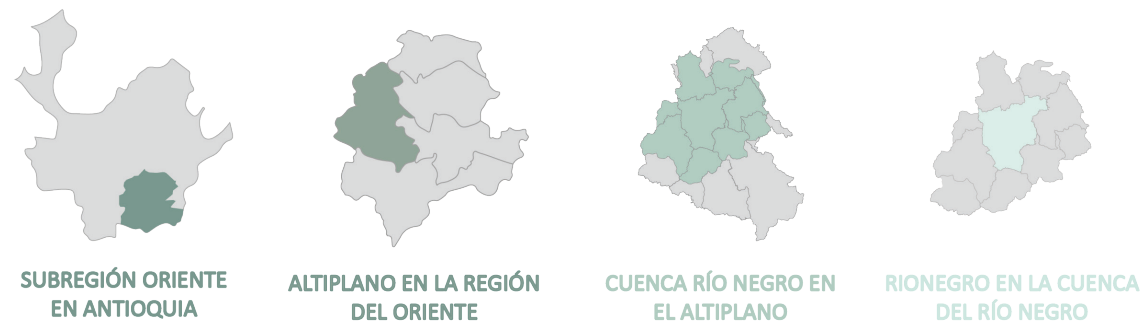 SUBREGIÓN ORIENTE
EN ANTIOQUIA
ALTIPLANO EN LA REGIÓN
DEL ORIENTE
CUENCA RÍO NEGRO EN
EL ALTIPLANO
RIONEGRO EN LA CUENCA
DEL RÍO NEGRO